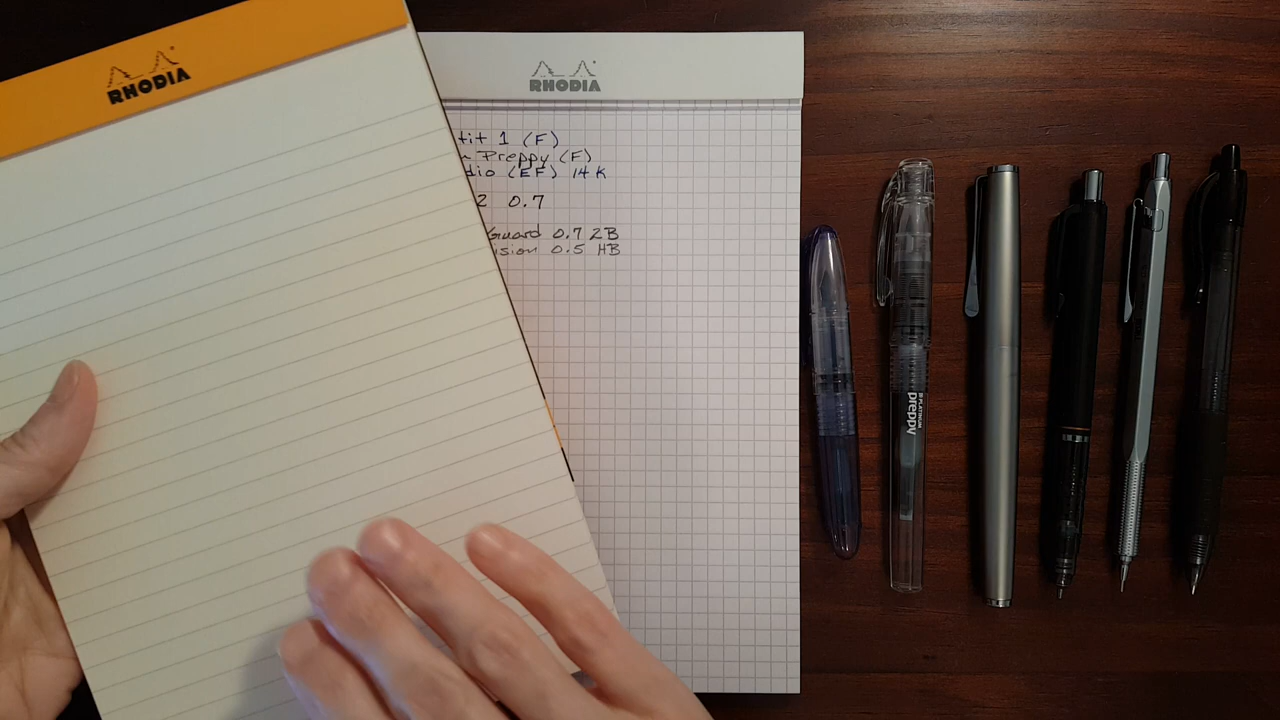 RHODIA
RHODIA
tit 1 (F)
Preppy (F)
dio (EF) 14K
2 0.7
Guard 0.7 2B
ision 0.5 HB
PLATINUM
preppy